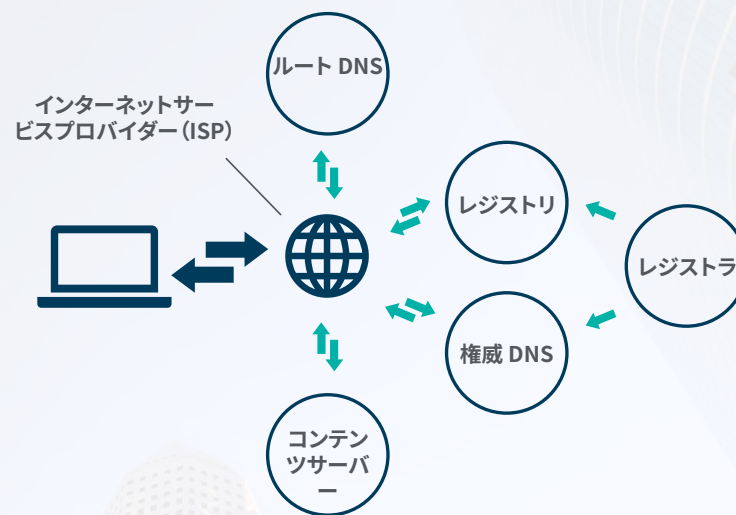 ルート DNS
インターネットサー
ビスプロバイダー（ISP）
レジストリ
レジストラ
権威 DNS
コンテン
ツサーバ
ー